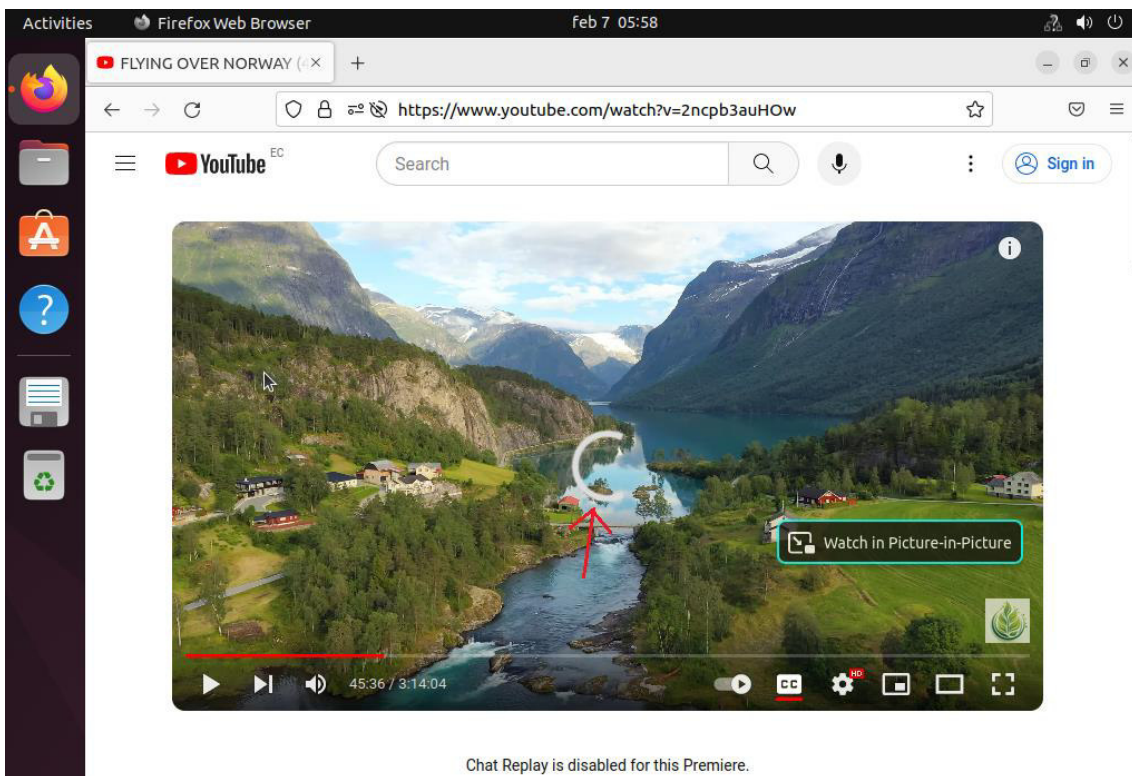 Activities Firefox Web Browser feb 7 05:58
FLYING OVER NORWAY (
https://www.youtube.com/watch?v=2ncpb3auHOw
YouTube EC Search Sign in
Watch in Picture-in-Picture
HD
45:36 / 3:14:04 CC
Chat Replay is disabled for this Premiere.